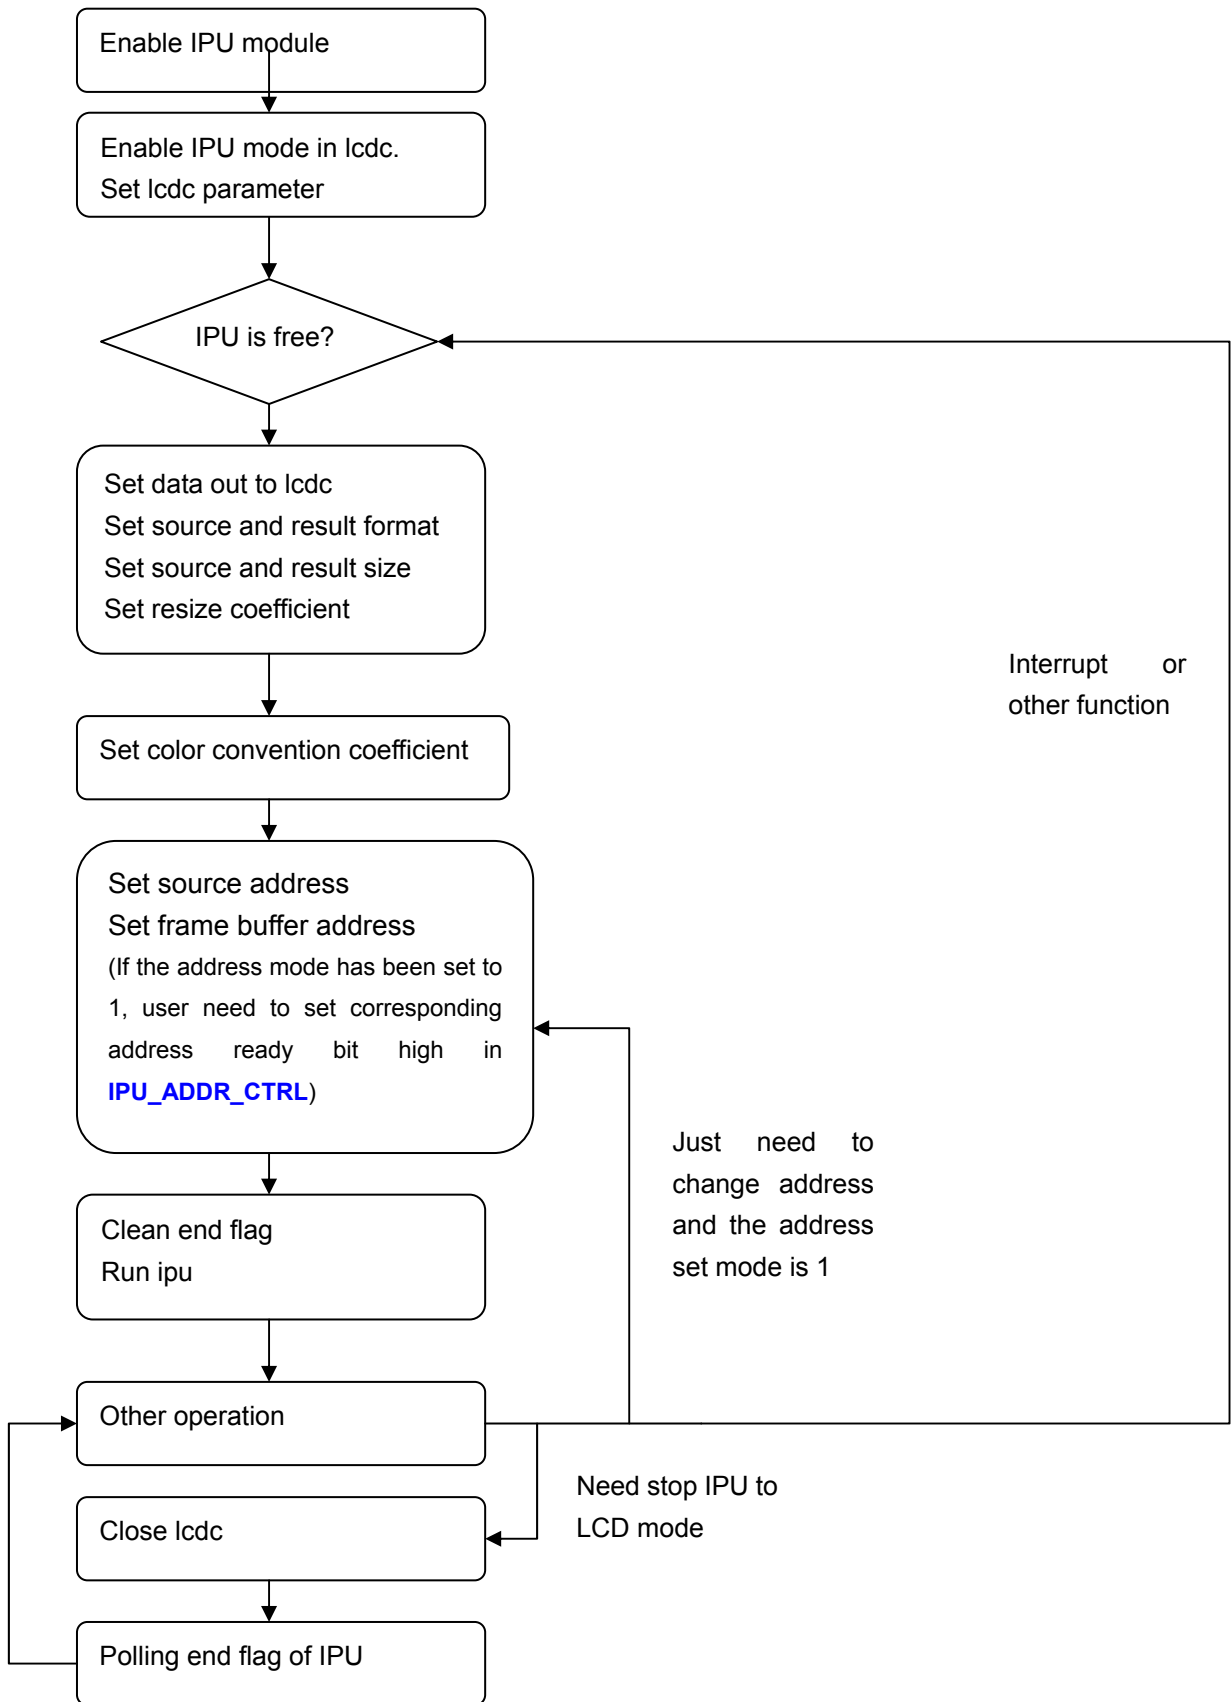 Enable IPU module
Enable IPU mode in lcdc.
Set lcdc parameter
IPU is free?
Set data out to lcdc
Set source and result format
Set source and result size
Set resize coefficient
Interrupt or
other function
Set color convention coefficient
Set source address
Set frame buffer address
(If the address mode has been set to
1, user need to set corresponding
address ready bit high in
IPU_ADDR_CTRL)
Just need to
change address
and the address
set mode is 1
Clean end flag
Run ipu
Other operation
Need stop IPU to
LCD mode
Close lcdc
Polling end flag of IPU